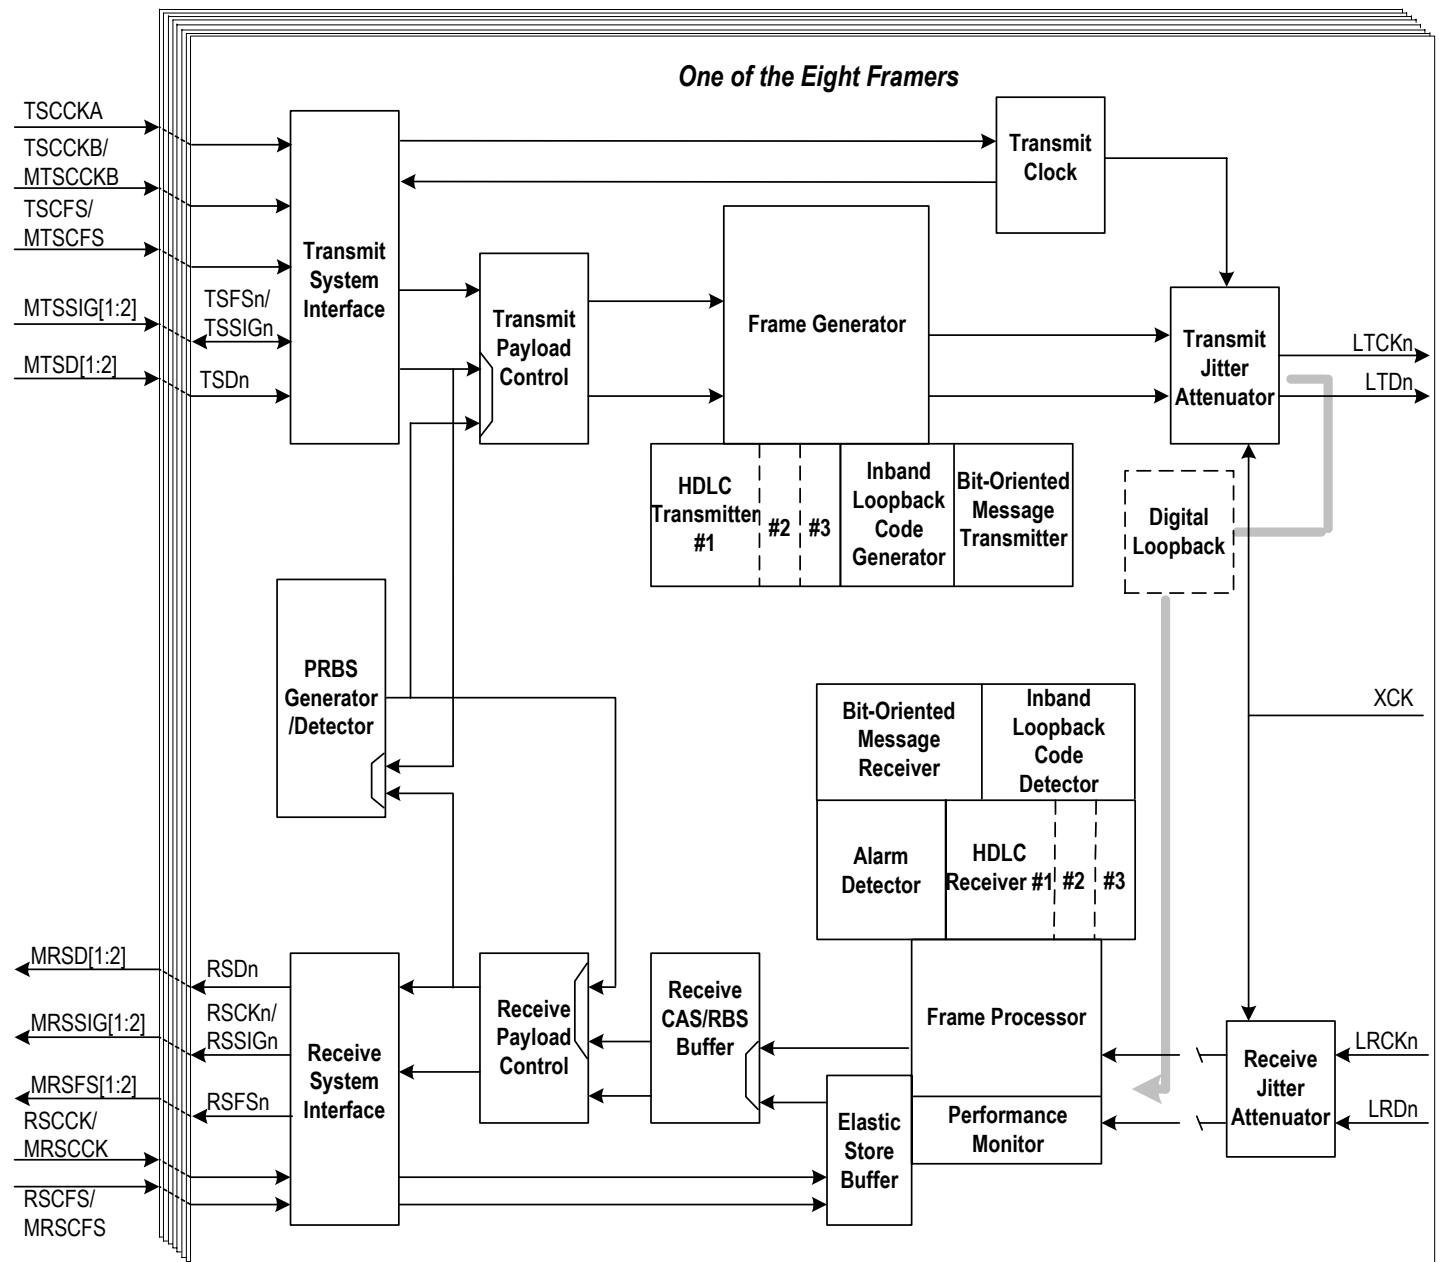 One of the Eight Framers
TSCCKA
TSCCKB/
MTSCCKB
TSCFS/
MTSCFS
MTSSIG[1:2]
MTSD[1:2]
TSFSn/
TSSIGn
TSDn
Transmit
System
Interface
Transmit
Payload
Control
Frame Generator
Transmit
Clock
Transmit
Jitter
Attenuator
LTCKn
LTDn
HDLC
Transmitter
#1
#2
#3
Inband
Loopback
Code
Generator
Bit-Oriented
Message
Transmitter
Digital
Loopback
PRBS
Generator
/Detector
XCK
Bit-Oriented
Message
Receiver
Inband
Loopback
Code
Detector
Alarm
Detector
HDLC
Receiver #1
#2
#3
MRSD[1:2]
MRSSIG[1:2]
MRSFS[1:2]
RSCCK/
MRSCCK
RSCFS/
MRSCFS
RSDn
RSCKn/
RSSIGn
RSFSn
Receive
System
Interface
Receive
Payload
Control
Receive
CAS/RBS
Buffer
Elastic
Store
Buffer
Frame Processor
Performance
Monitor
Receive
Jitter
Attenuator
LRCKn
LRDn